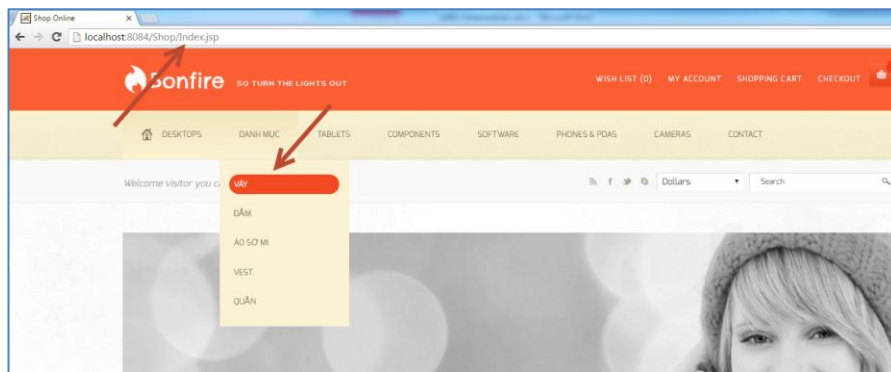 Shop Online
localhost:8084/Shop/Index.jsp
Bonfire SO TURN THE LIGHTS OUT
WISH LIST (0) MY ACCOUNT SHOPPING CART CHECKOUT
DESKTOPS DANH MỤC TABLETS COMPONENTS SOFTWARE PHONES & PDAS CAMERAS CONTACT
Welcome visitor you c
Dollars Search
VÁY
ĐẦM
ÁO SƠ MI
VEST
QUẦN